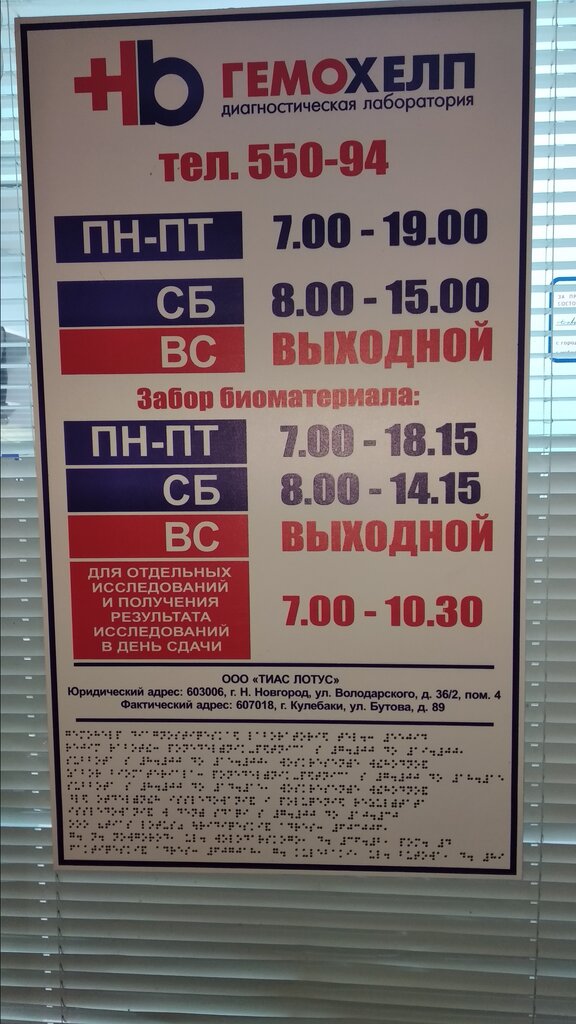 Hb ГЕМОХЕЛП
диагностическая лаборатория
тел. 550-94
ПН-ПТ 7.00 - 19.00
СБ 8.00 - 15.00
ВС ВЫХОДНОЙ
Забор биоматериала:
ПН-ПТ 7.00 - 18.15
СБ 8.00 - 14.15
ВС ВЫХОДНОЙ
ДЛЯ ОТДЕЛЬНЫХ
ИССЛЕДОВАНИЙ
И ПОЛУЧЕНИЯ
РЕЗУЛЬТАТА
ИССЛЕДОВАНИЙ
В ДЕНЬ СДАЧИ
7.00 - 10.30
ООО «ТИАС ЛОТУС»
Юридический адрес: 603006, г. Н. Новгород, ул. Володарского, д. 36/2, пом. 4
Фактический адрес: 607018, г. Кулебаки, ул. Бутова, д. 89